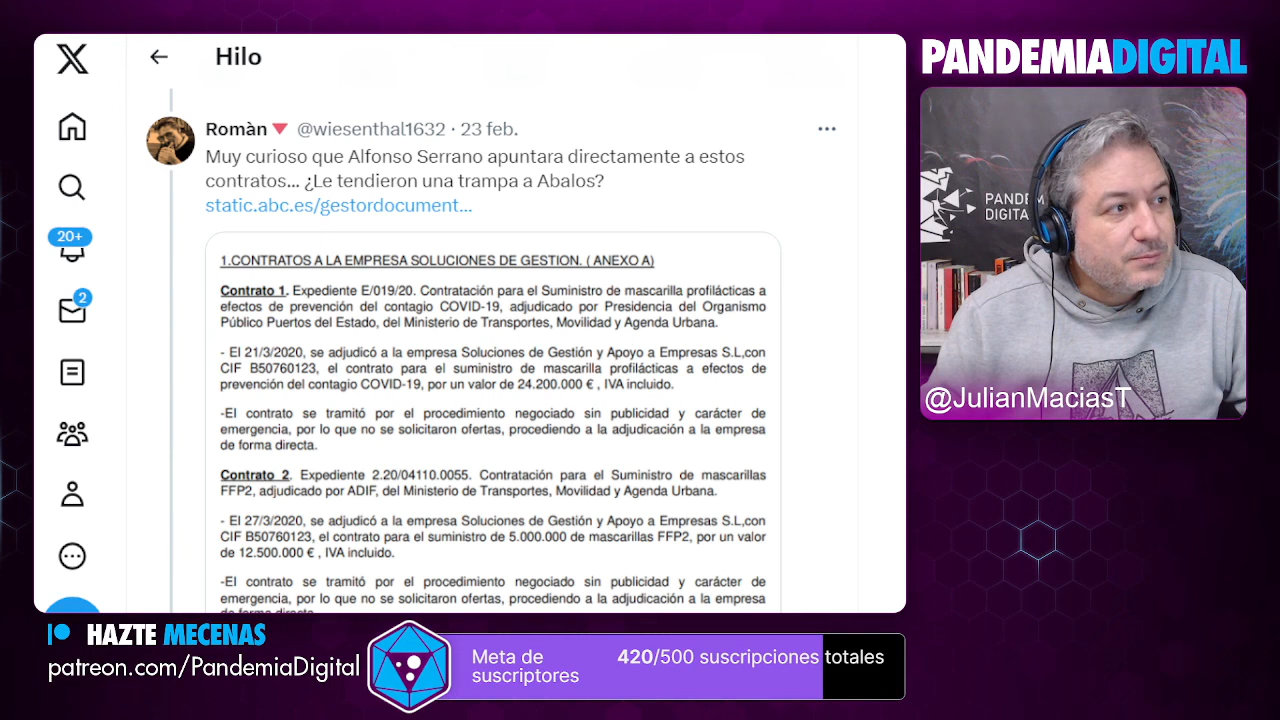 Hilo
PANDEMIADIGITAL
Romàn @wiesenthal1632 · 23 feb.
Muy curioso que Alfonso Serrano apuntara directamente a estos
contratos... ¿Le tendieron una trampa a Abalos?
static.abc.es/gestordocument...
20+
2
1.CONTRATOS A LA EMPRESA SOLUCIONES DE GESTION. ( ANEXO A)
Contrato 1. Expediente E/019/20. Contratación para el Suministro de mascarilla profilácticas a
efectos de prevención del contagio COVID-19, adjudicado por Presidencia del Organismo
Público Puertos del Estado, del Ministerio de Transportes, Movilidad y Agenda Urbana.
- El 21/3/2020, se adjudicó a la empresa Soluciones de Gestión y Apoyo a Empresas S.L,con
CIF B50760123, el contrato para el suministro de mascarilla profilácticas a efectos de
prevención del contagio COVID-19, por un valor de 24.200.000 € , IVA incluido.
-El contrato se tramitó por el procedimiento negociado sin publicidad y carácter de
emergencia, por lo que no se solicitaron ofertas, procediendo a la adjudicación a la empresa
de forma directa.
Contrato 2. Expediente 2.20/04110.0055. Contratación para el Suministro de mascarillas
FFP2, adjudicado por ADIF, del Ministerio de Transportes, Movilidad y Agenda Urbana.
- El 27/3/2020, se adjudicó a la empresa Soluciones de Gestión y Apoyo a Empresas S.L,con
CIF B50760123, el contrato para el suministro de 5.000.000 de mascarillas FFP2, por un valor
de 12.500.000 € , IVA incluido.
-El contrato se tramitó por el procedimiento negociado sin publicidad y carácter de
emergencia, por lo que no se solicitaron ofertas, procediendo a la adjudicación a la empresa
de forma directa.
PANDEM
DIGITA
@JulianMaciasT
HAZTE MECENAS
patreon.com/PandemiaDigital
Meta de
suscriptores
420/500 suscripciones totales